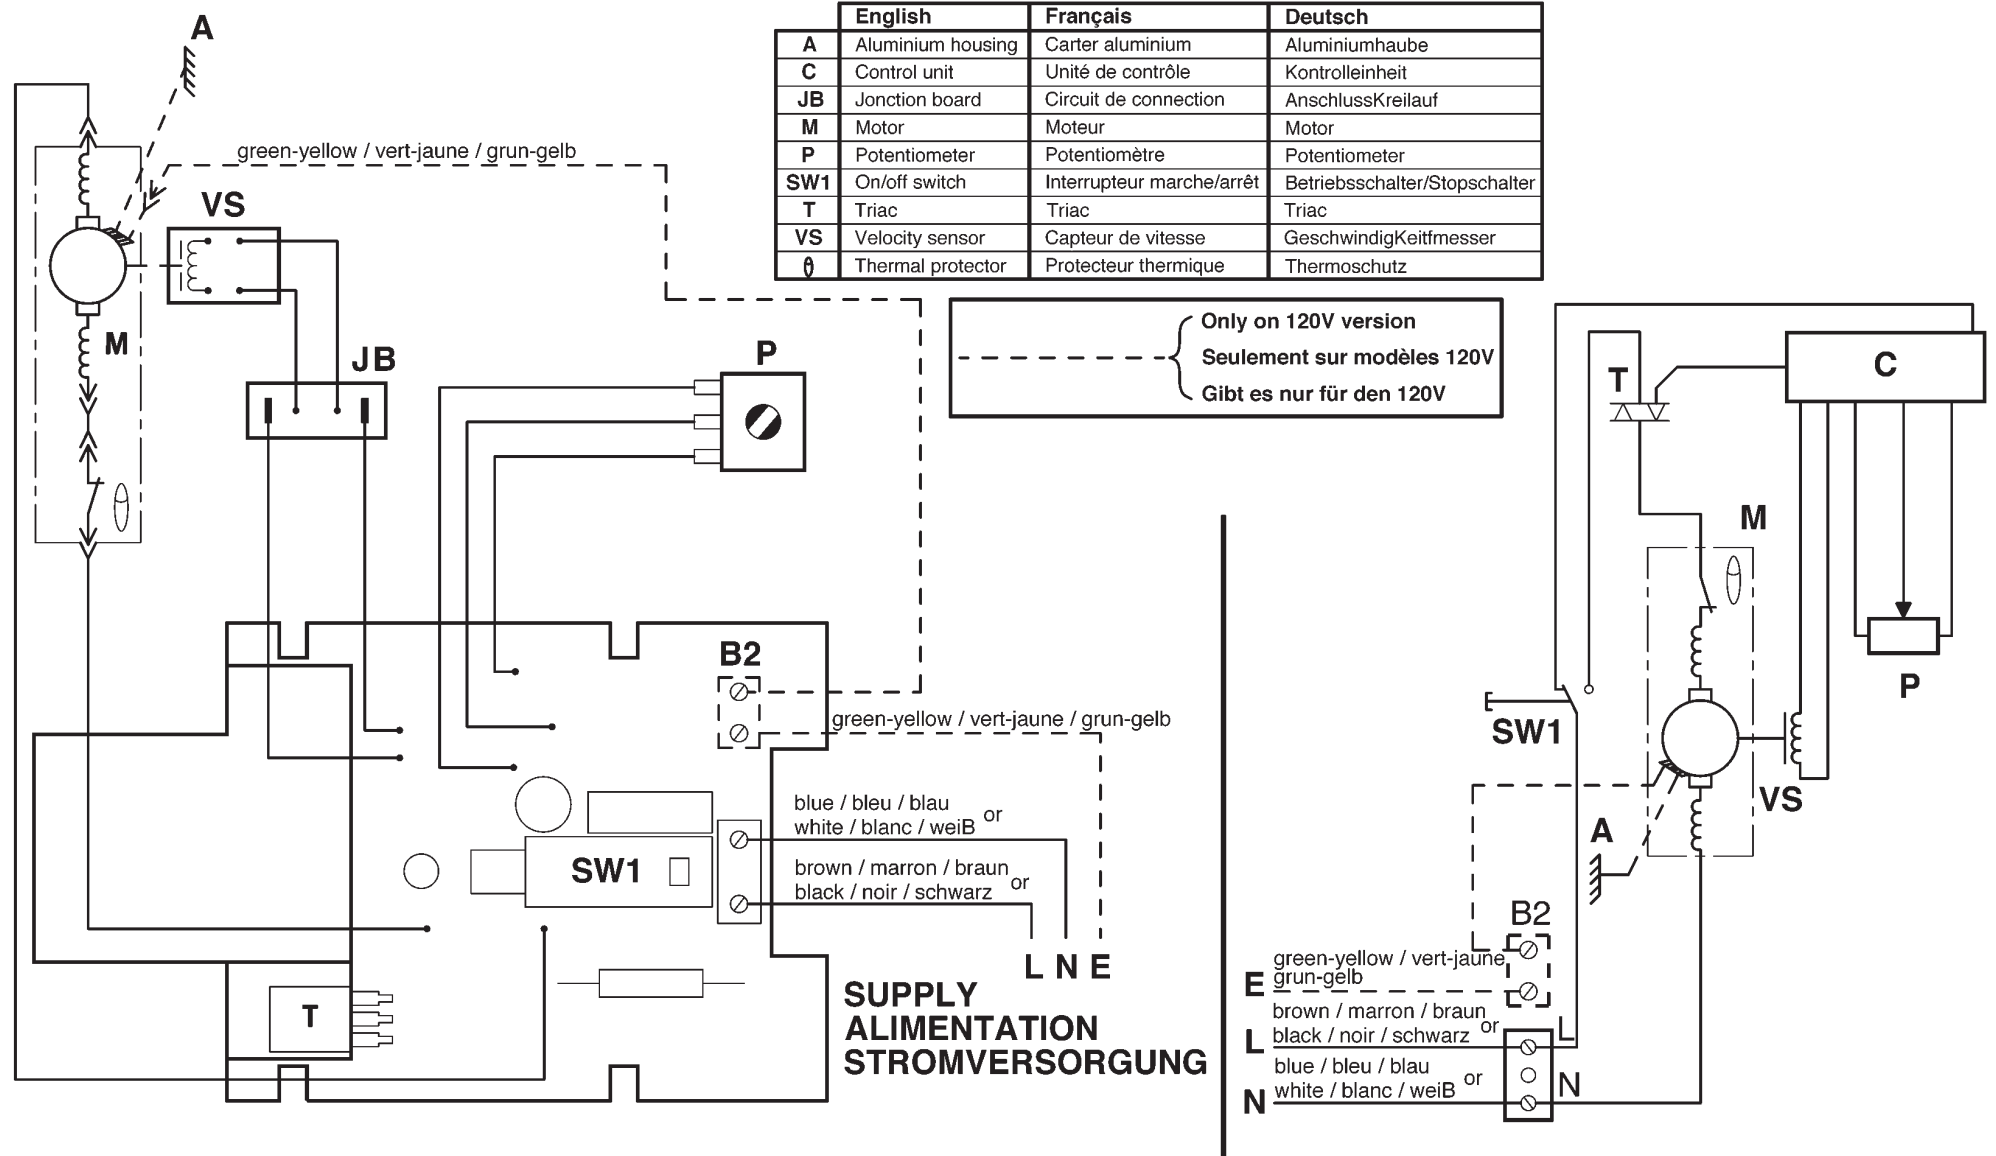 A
English Français Deutsch
A Aluminium housing Carter aluminium Aluminiumhaube
C Control unit Unité de contrôle Kontrolleinheit
JB Jonction board Circuit de connection AnschlussKreilauf
M Motor Moteur Motor
P Potentiometer Potentiomètre Potentiometer
SW1 On/off switch Interrupteur marche/arrêt Betriebsschalter/Stopschalter
T Triac Triac Triac
VS Velocity sensor Capteur de vitesse GeschwindigKeitfmesser
θ Thermal protector Protecteur thermique Thermoschutz
green-yellow / vert-jaune / grun-gelb
VS
M
JB
P
Only on 120V version
Seulement sur modèles 120V
Gibt es nur für den 120V
B2
green-yellow / vert-jaune / grun-gelb
blue / bleu / blau
or
white / blanc / weiB
brown / marron / braun
or
black / noir / schwarz
SW1
T
L N E
SUPPLY
ALIMENTATION
STROMVERSORGUNG
C
T
M
P
SW1
VS
A
B2
green-yellow / vert-jaune
E
grun-gelb
brown / marron / braun
or
L
black / noir / schwarz
L
blue / bleu / blau
or
N
white / blanc / weiB
N